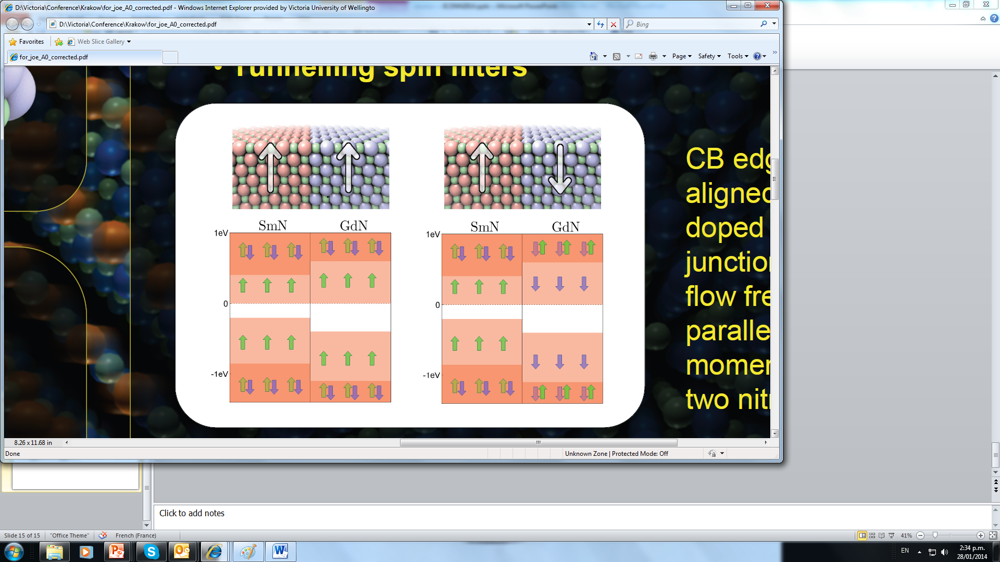 D:\Victoria\Conference\Krakow\for_joe_A0_corrected.pdf - Windows Internet Explorer provided by Victoria University of Wellingto
D:\Victoria\Conference\Krakow\for_joe_A0_corrected.pdf
Bing
Favorites
Web Slice Gallery
for_joe_A0_corrected.pdf
Page
Safety
Tools
• Tunnelling spin filters
SmN
GdN
1eV
0
-1eV
SmN
GdN
1eV
0
-1eV
CB edg
aligned
doped
junction
flow fre
paralle
momen
two nitr
8.26 x 11.68 in
Done
Unknown Zone | Protected Mode: Off
Click to add notes
Slide 15 of 15
"Office Theme"
French (France)
41%
EN
2:34 p.m.
28/01/2014